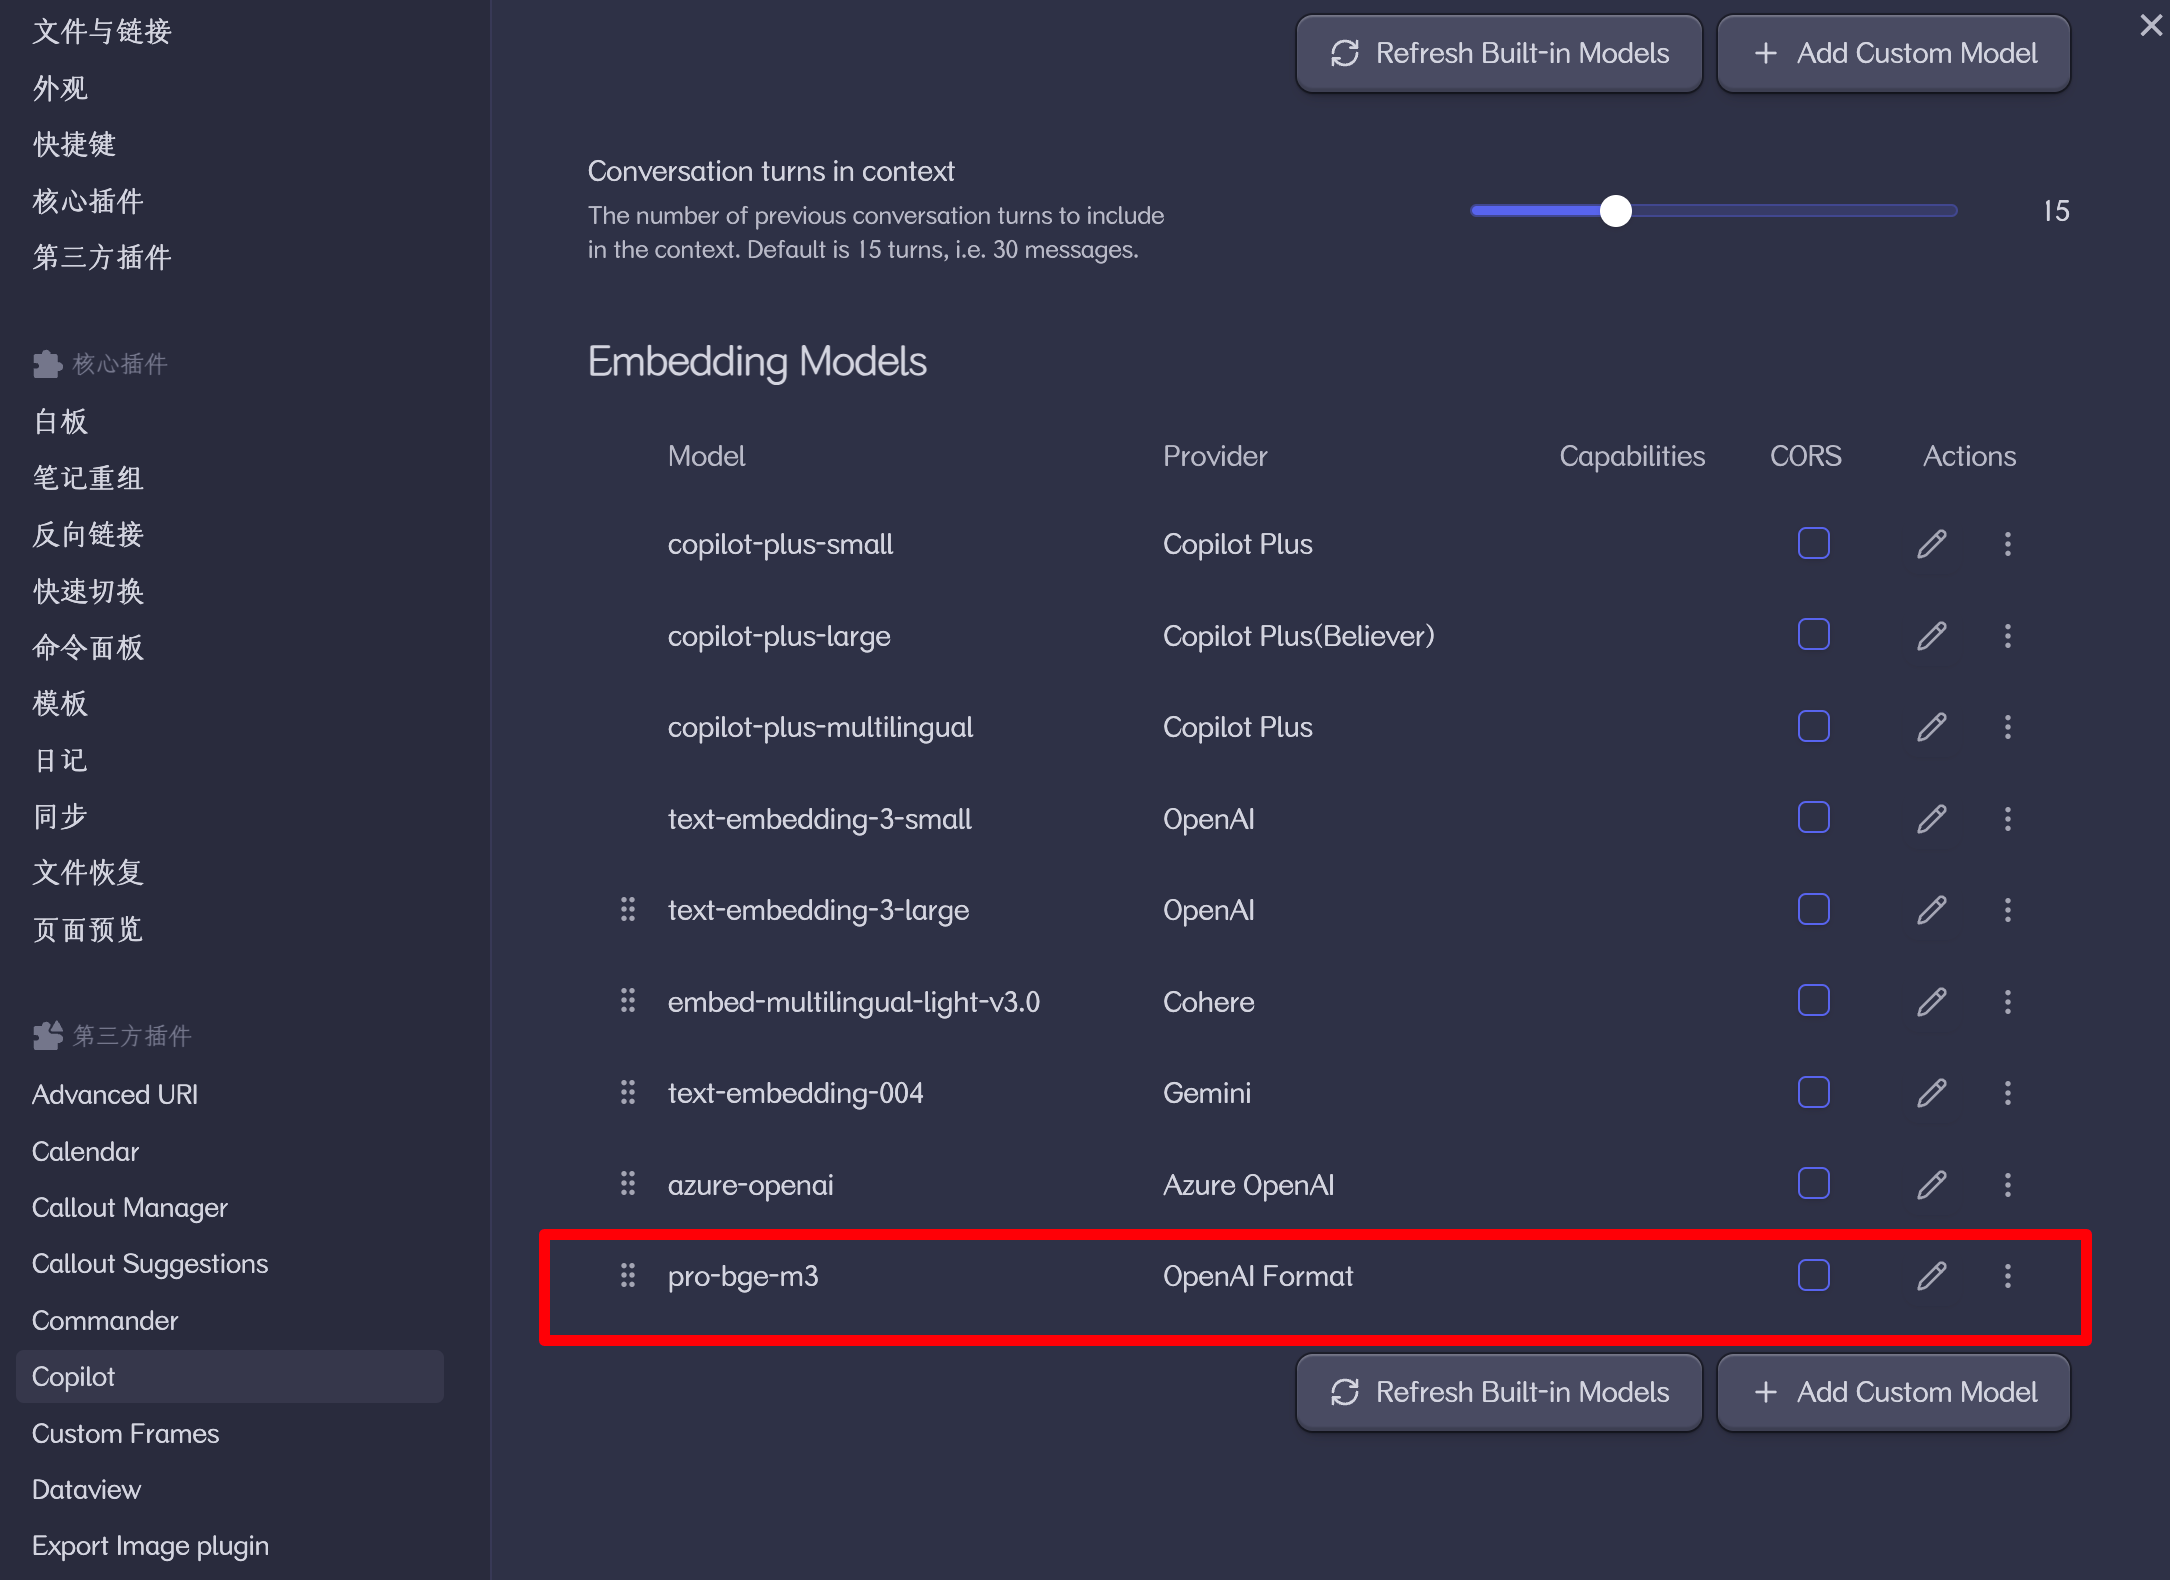 文件与链接
外观
快捷键
核心插件
第三方插件
核心插件
白板
笔记重组
反向链接
快速切换
命令面板
模板
日记
同步
文件恢复
页面预览
第三方插件
Advanced URI
Calendar
Callout Manager
Callout Suggestions
Commander
Copilot
Custom Frames
Dataview
Export Image plugin
Refresh Built-in Models
Add Custom Model
Conversation turns in context
The number of previous conversation turns to include
in the context. Default is 15 turns, i.e. 30 messages.
15
Embedding Models
Model Provider Capabilities CORS Actions
copilot-plus-small Copilot Plus
copilot-plus-large Copilot Plus(Believer)
copilot-plus-multilingual Copilot Plus
text-embedding-3-small OpenAI
text-embedding-3-large OpenAI
embed-multilingual-light-v3.0 Cohere
text-embedding-004 Gemini
azure-openai Azure OpenAI
pro-bge-m3 OpenAI Format
Refresh Built-in Models
Add Custom Model